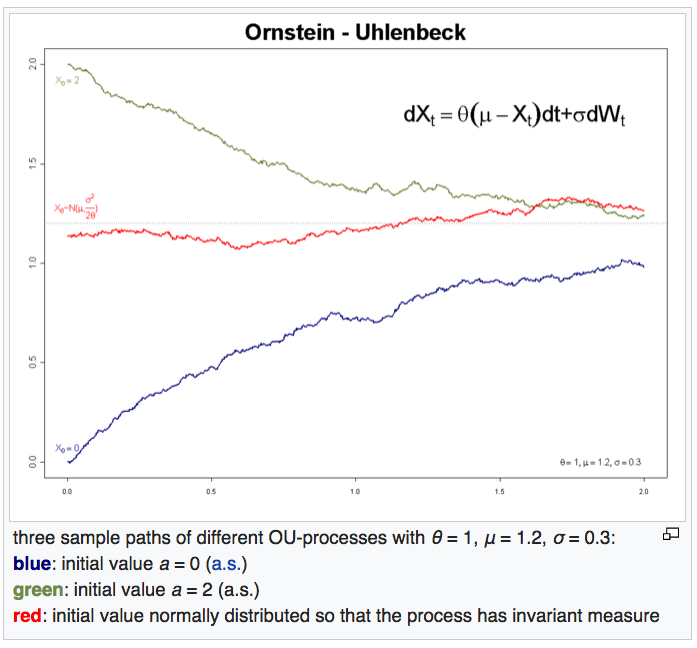 Ornstein - Uhlenbeck
2.0
X₀=2
dXₜ = θ(μ – Xₜ)dt+σdWₜ
1.5
X₀~N(μ,σ²/2θ)
1.0
0.5
X₀=0
0.0
θ= 1, μ= 1.2, σ=0.3
0.0 0.5 1.0 1.5 2.0
three sample paths of different OU-processes with θ = 1, μ = 1.2, σ = 0.3:
blue: initial value a = 0 (a.s.)
green: initial value a = 2 (a.s.)
red: initial value normally distributed so that the process has invariant measure